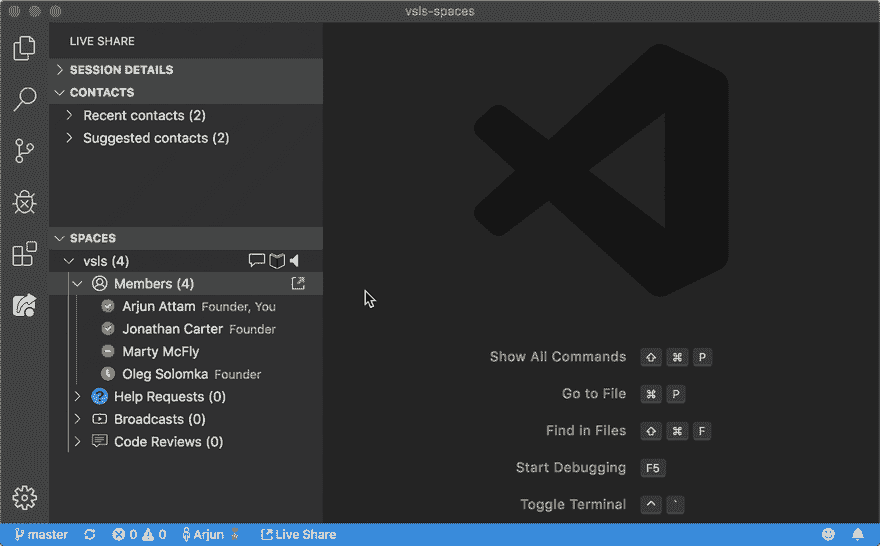 vsls-spaces
LIVE SHARE
SESSION DETAILS
CONTACTS
Recent contacts (2)
Suggested contacts (2)
SPACES
vsls (4)
Members (4)
Arjun Attam Founder, You
Jonathan Carter Founder
Marty McFly
Oleg Solomka Founder
Help Requests (0)
Broadcasts (0)
Code Reviews (0)
Show All Commands ⇧ ⌘ P
Go to File ⌘ P
Find in Files ⇧ ⌘ F
Start Debugging F5
Toggle Terminal ^ `
master 0 0 Arjun Live Share